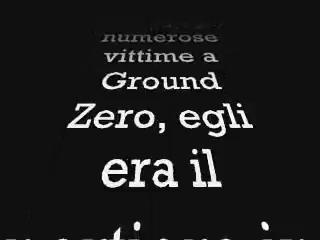 numerose
vittime a
Ground
Zero, egli
era il